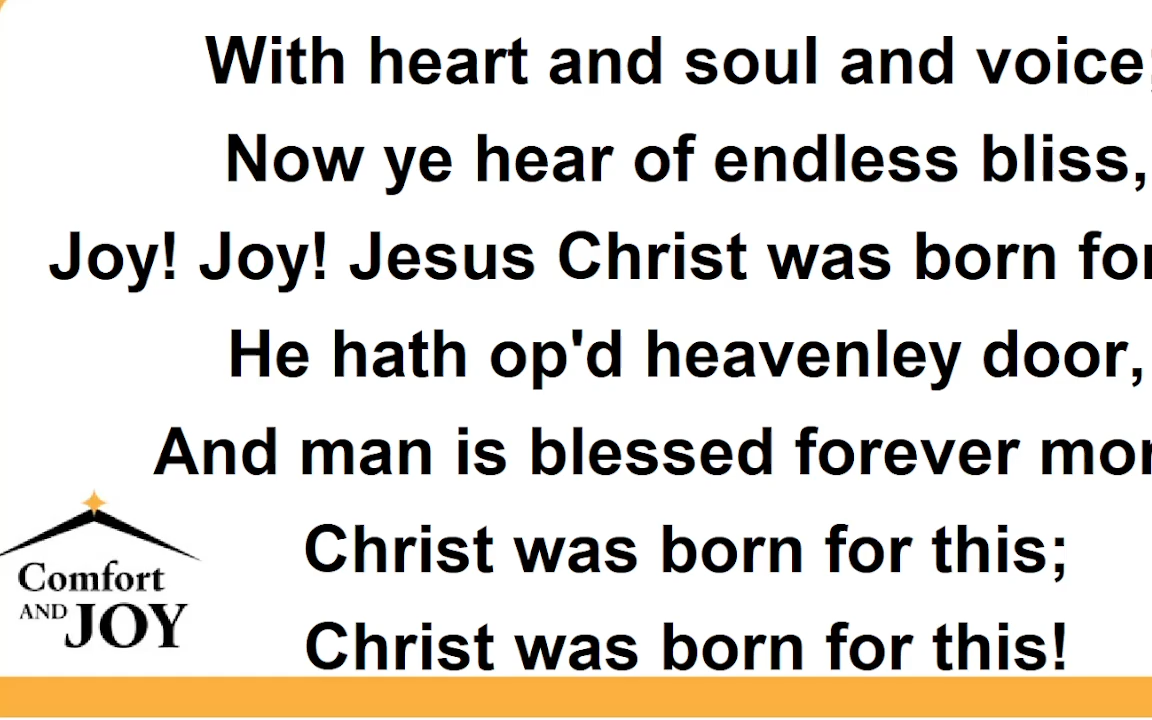 With heart and soul and voice;
Now ye hear of endless bliss,
Joy! Joy! Jesus Christ was born for
He hath op'd heavenley door,
And man is blessed forever mor
Christ was born for this;
Christ was born for this!
Comfort
AND JOY